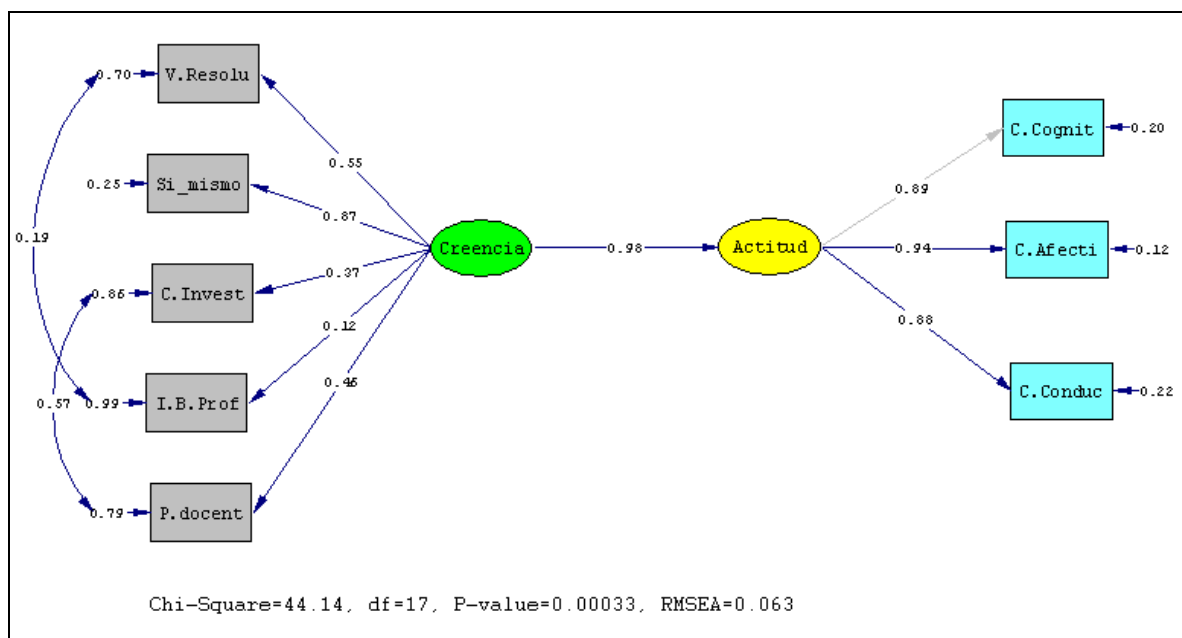 V.Resolu
0.70
0.55
Si_mismo
0.25
0.87
C.Invest
0.86
0.37
I.B.Prof
0.99
0.12
P.docent
0.79
0.46
0.19
0.57
Creencia
0.98
Actitud
0.89
C.Cognit
0.20
0.94
C.Afecti
0.12
0.88
C.Conduc
0.22
Chi-Square=44.14, df=17, P-value=0.00033, RMSEA=0.063